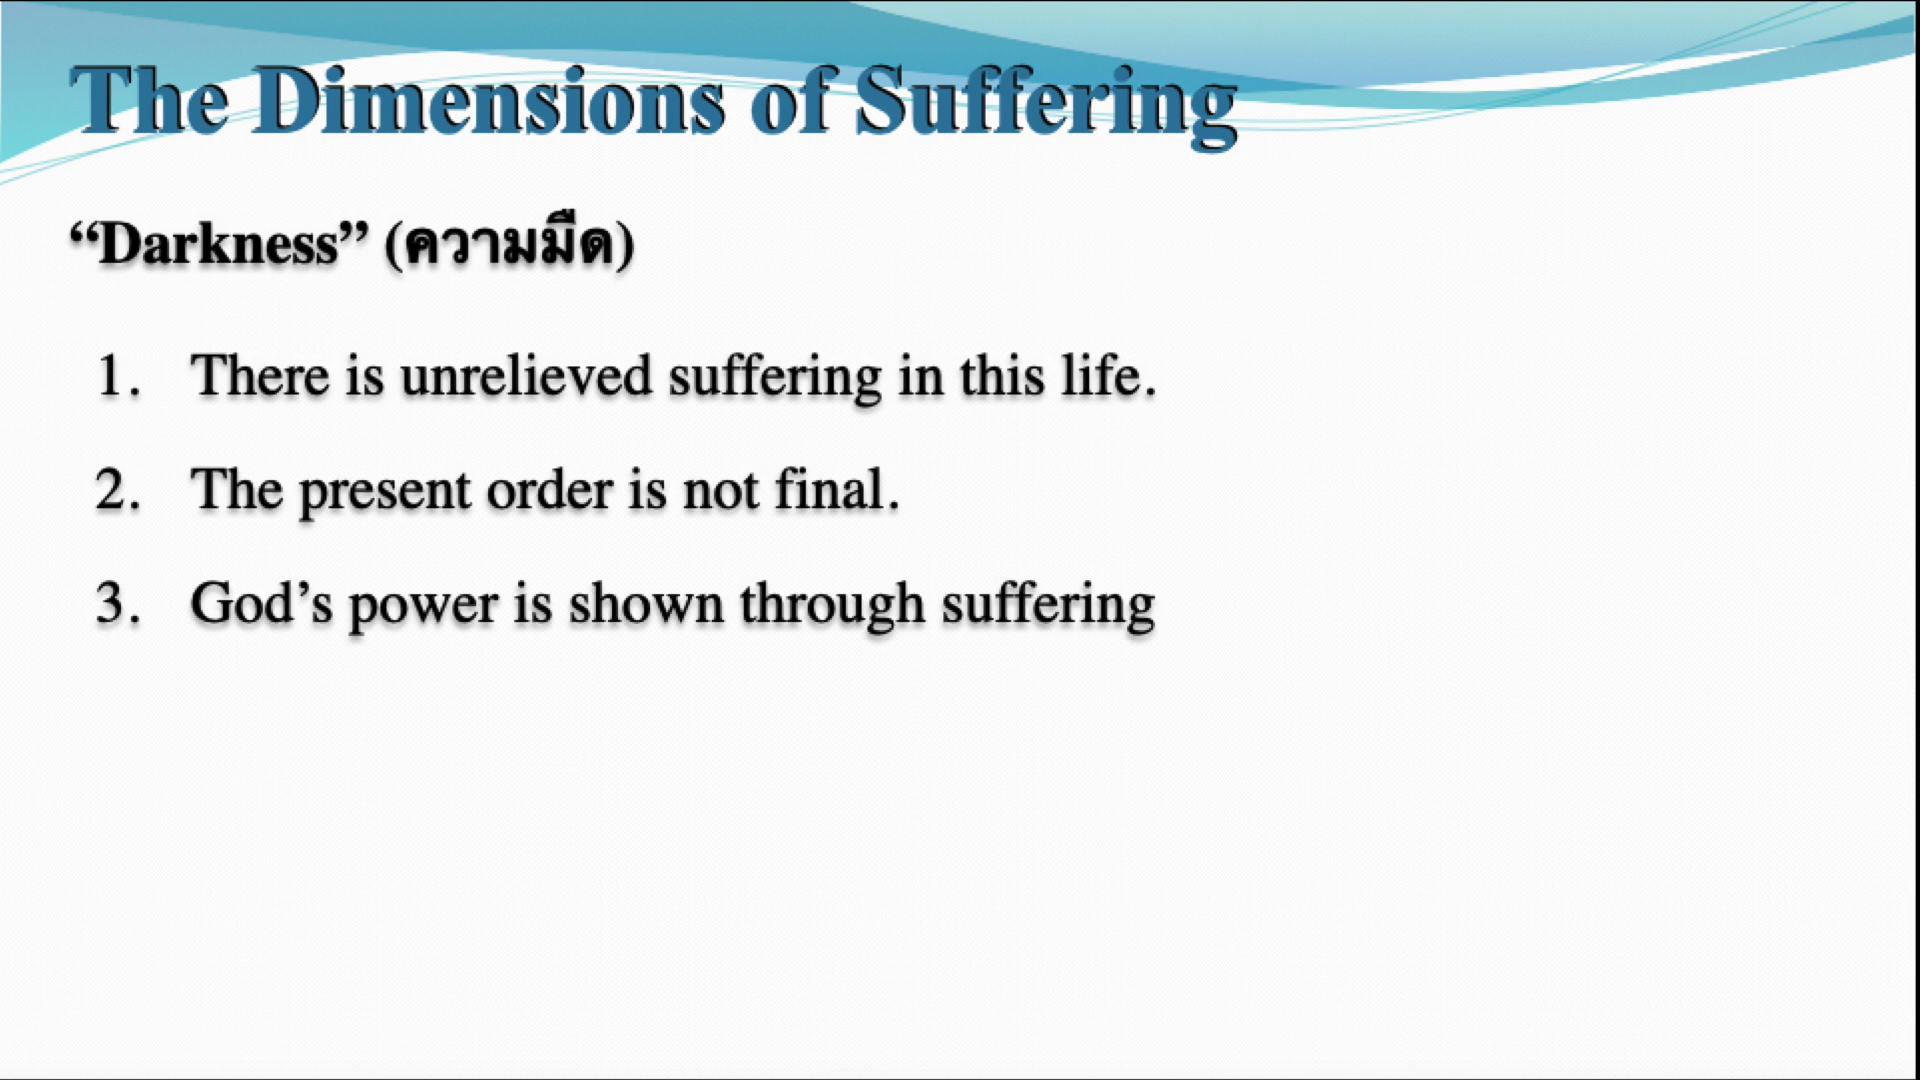 The Dimensions of Suffering
“Darkness” (ความมืด)
1. There is unrelieved suffering in this life.
2. The present order is not final.
3. God’s power is shown through suffering